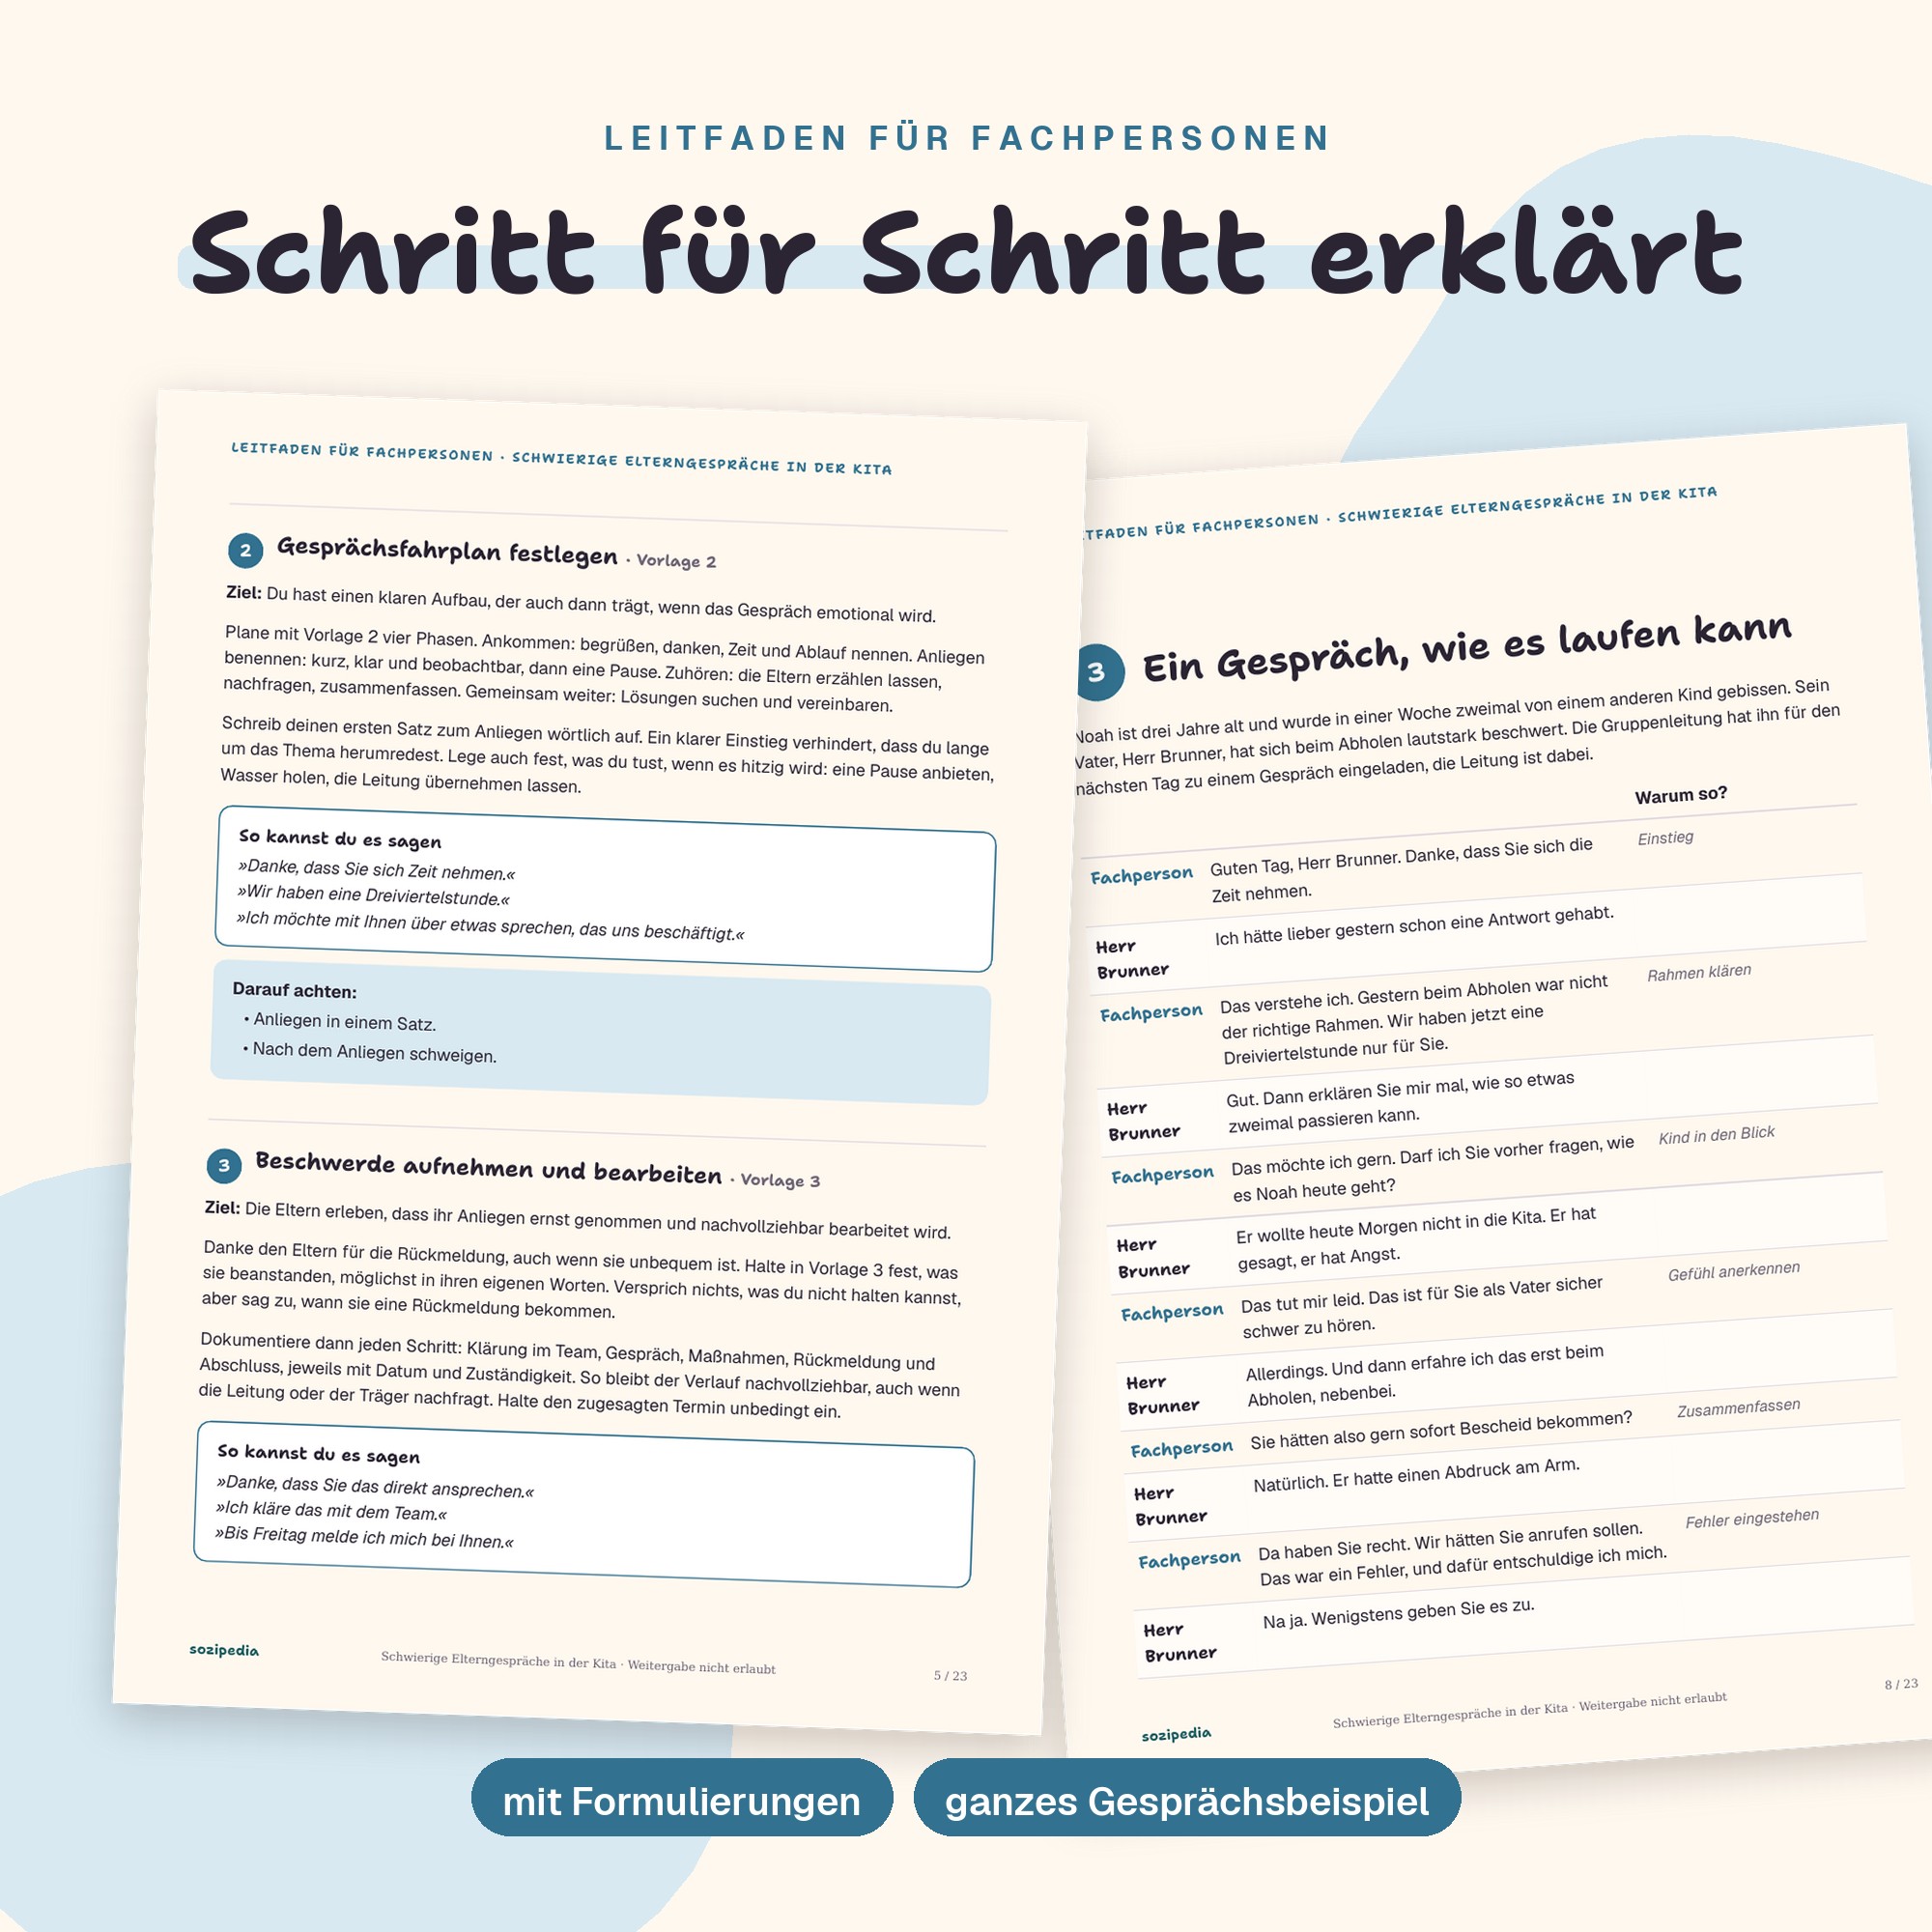 LEITFADEN FÜR FACHPERSONEN
Schritt für Schritt erklärt
LEITFADEN FÜR FACHPERSONEN · SCHWIERIGE ELTERNGESPRÄCHE IN DER KITA
2 Gesprächsfahrplan festlegen · Vorlage 2
Ziel: Du hast einen klaren Aufbau, der auch dann trägt, wenn das Gespräch emotional wird.
Plane mit Vorlage 2 vier Phasen. Ankommen: begrüßen, danken, Zeit und Ablauf nennen. Anliegen
benennen: kurz, klar und beobachtbar, dann eine Pause. Zuhören: die Eltern erzählen lassen,
nachfragen, zusammenfassen. Gemeinsam weiter: Lösungen suchen und vereinbaren.
Schreib deinen ersten Satz zum Anliegen wörtlich auf. Ein klarer Einstieg verhindert, dass du lange
um das Thema herumredest. Lege auch fest, was du tust, wenn es hitzig wird: eine Pause anbieten,
Wasser holen, die Leitung übernehmen lassen.
So kannst du es sagen
»Danke, dass Sie sich Zeit nehmen.«
»Wir haben eine Dreiviertelstunde.«
»Ich möchte mit Ihnen über etwas sprechen, das uns beschäftigt.«
Darauf achten:
• Anliegen in einem Satz.
• Nach dem Anliegen schweigen.
3 Beschwerde aufnehmen und bearbeiten · Vorlage 3
Ziel: Die Eltern erleben, dass ihr Anliegen ernst genommen und nachvollziehbar bearbeitet wird.
Danke den Eltern für die Rückmeldung, auch wenn sie unbequem ist. Halte in Vorlage 3 fest, was
sie beanstanden, möglichst in ihren eigenen Worten. Versprich nichts, was du nicht halten kannst,
aber sag zu, wann sie eine Rückmeldung bekommen.
Dokumentiere dann jeden Schritt: Klärung im Team, Gespräch, Maßnahmen, Rückmeldung und
Abschluss, jeweils mit Datum und Zuständigkeit. So bleibt der Verlauf nachvollziehbar, auch wenn
die Leitung oder der Träger nachfragt. Halte den zugesagten Termin unbedingt ein.
So kannst du es sagen
»Danke, dass Sie das direkt ansprechen.«
»Ich kläre das mit dem Team.«
»Bis Freitag melde ich mich bei Ihnen.«
sozipedia Schwierige Elterngespräche in der Kita · Weitergabe nicht erlaubt 5 / 23
FÜR FACHPERSONEN · SCHWIERIGE ELTERNGESPRÄCHE IN DER KITA
3 Ein Gespräch, wie es laufen kann
Noah ist drei Jahre alt und wurde in einer Woche zweimal von einem anderen Kind gebissen. Sein
Vater, Herr Brunner, hat sich beim Abholen lautstark beschwert. Die Gruppenleitung hat ihn für den
nächsten Tag zu einem Gespräch eingeladen, die Leitung ist dabei.
Warum so?
Fachperson Guten Tag, Herr Brunner. Danke, dass Sie sich die Einstieg
Zeit nehmen.
Herr Ich hätte lieber gestern schon eine Antwort gehabt.
Brunner
Fachperson Das verstehe ich. Gestern beim Abholen war nicht Rahmen klären
der richtige Rahmen. Wir haben jetzt eine
Dreiviertelstunde nur für Sie.
Herr Gut. Dann erklären Sie mir mal, wie so etwas
Brunner zweimal passieren kann.
Fachperson Das möchte ich gern. Darf ich Sie vorher fragen, wie Kind in den Blick
es Noah heute geht?
Herr Er wollte heute Morgen nicht in die Kita. Er hat
Brunner gesagt, er hat Angst.
Fachperson Das tut mir leid. Das ist für Sie als Vater sicher Gefühl anerkennen
schwer zu hören.
Herr Allerdings. Und dann erfahre ich das erst beim
Brunner Abholen, nebenbei.
Fachperson Sie hätten also gern sofort Bescheid bekommen? Zusammenfassen
Herr Natürlich. Er hatte einen Abdruck am Arm.
Brunner
Fachperson Da haben Sie recht. Wir hätten Sie anrufen sollen. Fehler eingestehen
Das war ein Fehler, und dafür entschuldige ich mich.
Herr Na ja. Wenigstens geben Sie es zu.
Brunner
sozipedia Schwierige Elterngespräche in der Kita · Weitergabe nicht erlaubt 8 / 23
mit Formulierungen
ganzes Gesprächsbeispiel